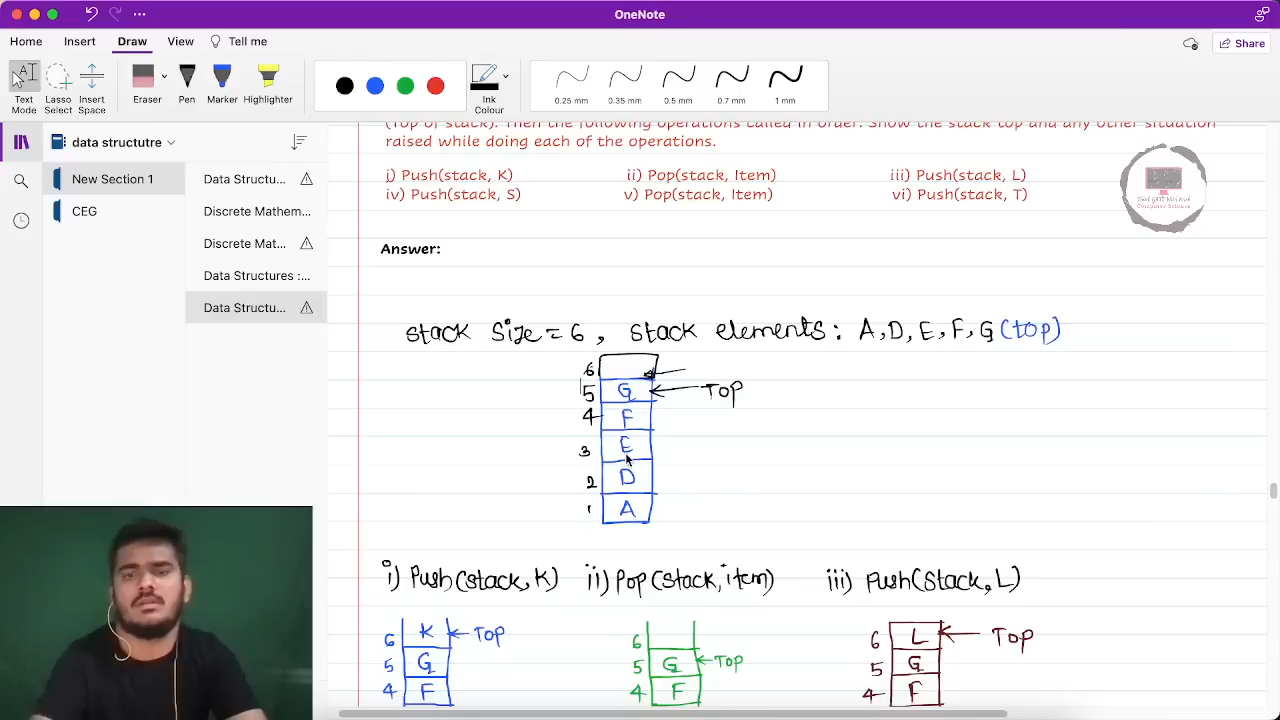 OneNote
Home Insert Draw View Tell me
Share
Text Mode
Lasso Select
Insert Space
Eraser
Pen
Marker
Highlighter
Ink Colour
0.25 mm 0.35 mm 0.5 mm 0.7 mm 1 mm
data structutre
New Section 1
CEG
Data Structu...
Discrete Mathem...
Discrete Mat...
Data Structures :...
Data Structu...
(Top of stack). Then the following operations called in order. Show the stack top and any other situation
raised while doing each of the operations.
i) Push(stack, K) ii) Pop(stack, Item) iii) Push(stack, L)
iv) Push(stack, S) v) Pop(stack, Item) vi) Push(stack, T)
Computer Science
Answer:
Stack Size = 6 , Stack elements : A, D, E, F, G (top)
6
5 G ← Top
4 F
3 E
2 D
1 A
i) Push(stack, K) ii) Pop(stack, item) iii) Push(Stack, L)
6 K ← Top 6 6 L ← Top
5 G 5 G ← Top 5 G
4 F 4 F 4 F